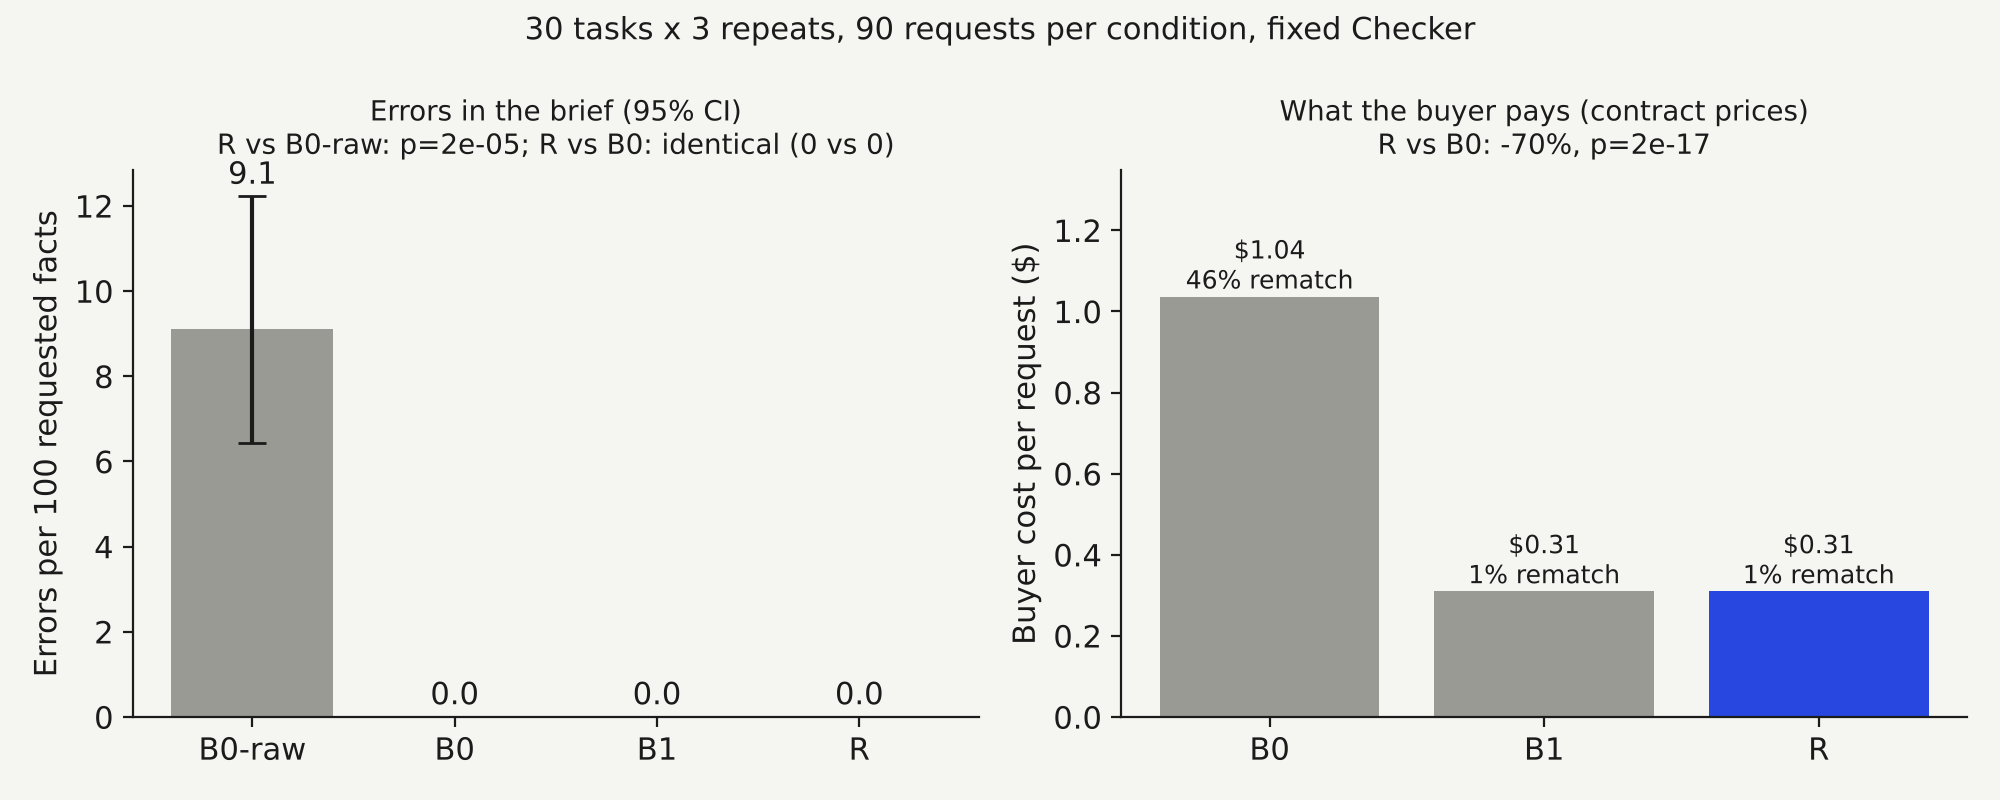 30 tasks x 3 repeats, 90 requests per condition, fixed Checker
Errors in the brief (95% CI)
R vs B0-raw: p=2e-05; R vs B0: identical (0 vs 0)
9.1
12
10
8
6
4
2
0
Errors per 100 requested facts
0.0
0.0
0.0
B0-raw
B0
B1
R
What the buyer pays (contract prices)
R vs B0: -70%, p=2e-17
1.2
1.0
0.8
0.6
0.4
0.2
0.0
Buyer cost per request ($)
$1.04
46% rematch
$0.31
1% rematch
$0.31
1% rematch
B0
B1
R